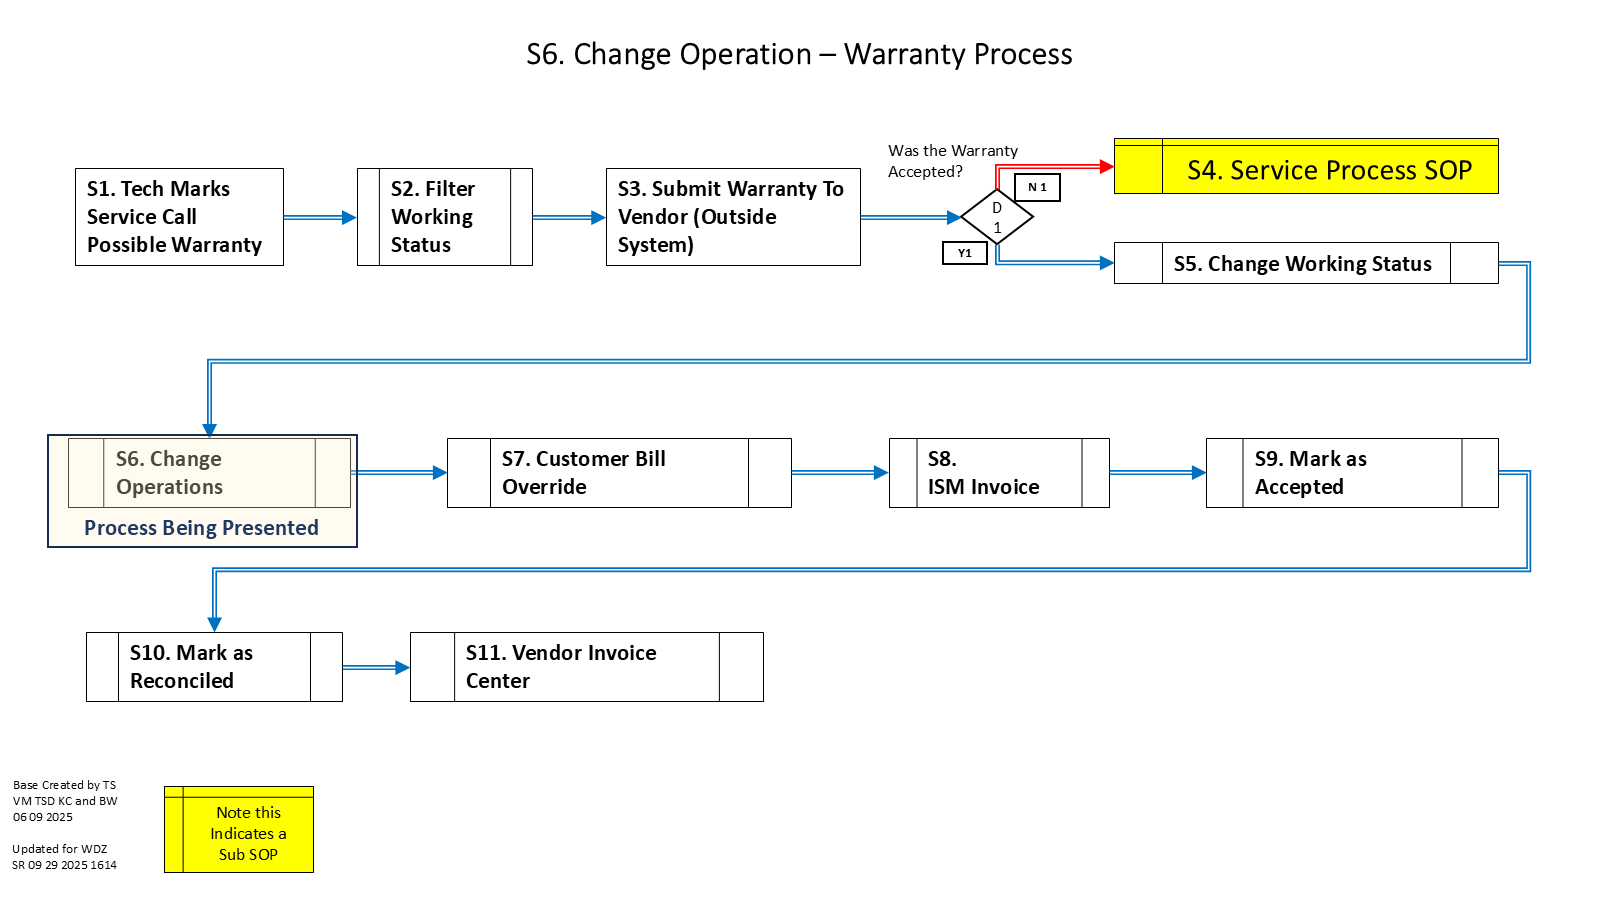 S6. Change Operation – Warranty Process
Was the Warranty
Accepted?
S1. Tech Marks
Service Call
Possible Warranty
S2. Filter
Working
Status
S3. Submit Warranty To
Vendor (Outside
System)
D
1
N 1
Y1
S4. Service Process SOP
S5. Change Working Status
S6. Change
Operations
Process Being Presented
S7. Customer Bill
Override
S8.
ISM Invoice
S9. Mark as
Accepted
S10. Mark as
Reconciled
S11. Vendor Invoice
Center
Base Created by TS
VM TSD KC and BW
06 09 2025
Updated for WDZ
SR 09 29 2025 1614
Note this
Indicates a
Sub SOP